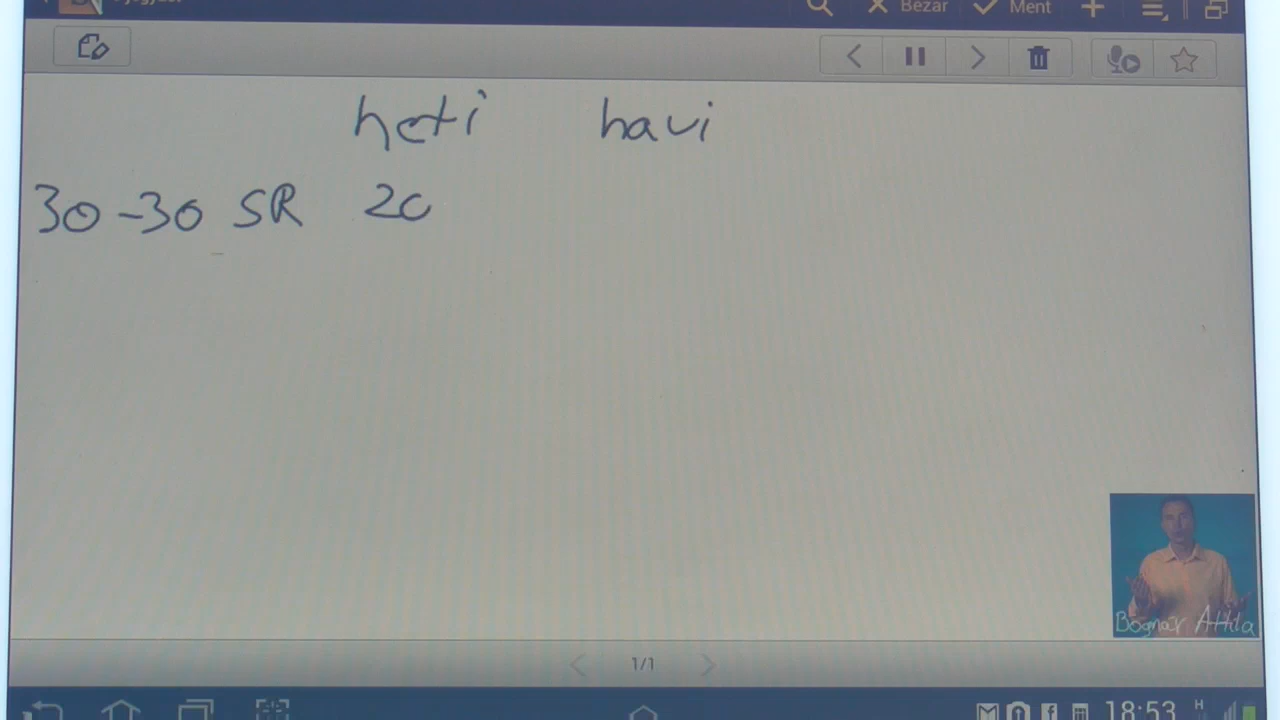 Bezár Ment
heti havi
30-30 SR 20
Bognár Attila
1/1
18:53 H